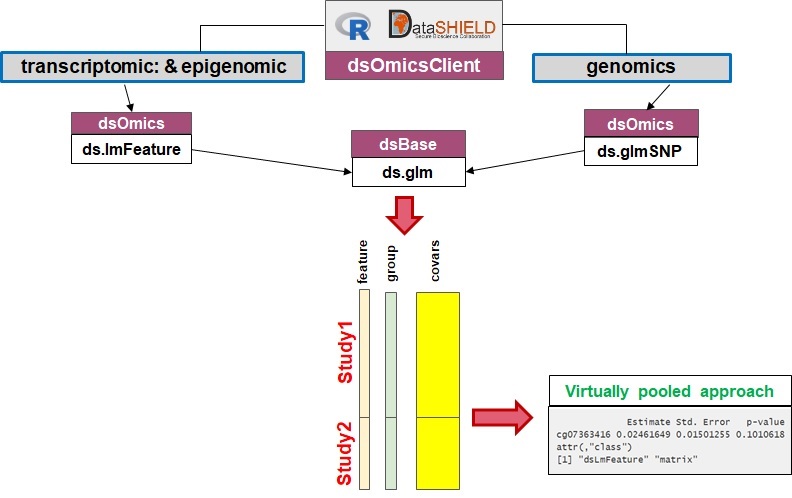 R DataSHIELD
Secure Bioscience Collaboration
dsOmicsClient
transcriptomic: & epigenomic
genomics
dsOmics
ds.lmFeature
dsBase
ds.glm
dsOmics
ds.glmSNP
feature
group
covars
Study1
Study2
Virtually pooled approach
Estimate Std. Error p-value
cg07363416 0.02461649 0.01501255 0.1010618
attr(,"class")
[1] "dsLmFeature" "matrix"